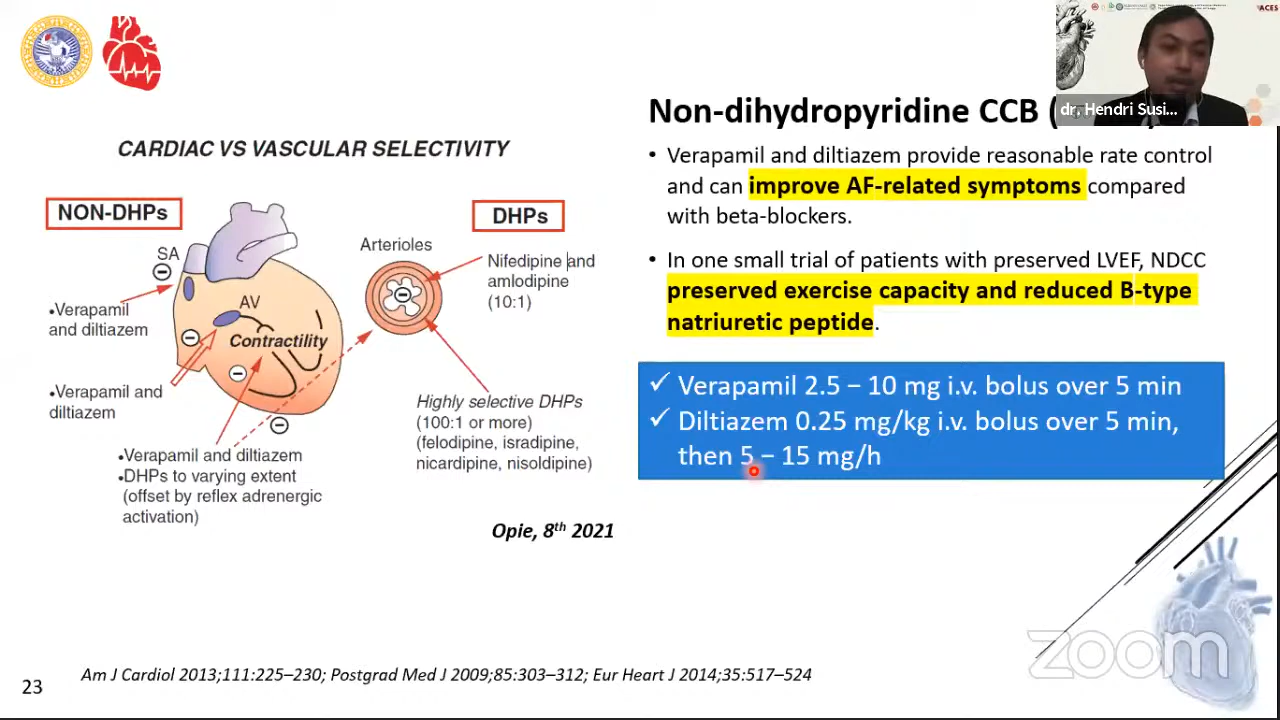 ACES
dr. Hendri Susi...
Non-dihydropyridine CCB (
CARDIAC VS VASCULAR SELECTIVITY
NON-DHPs
SA
•Verapamil
and diltiazem
AV
Contractility
•Verapamil and
diltiazem
•Verapamil and diltiazem
•DHPs to varying extent
(offset by reflex adrenergic
activation)
DHPs
Arterioles
Nifedipine and
amlodipine
(10:1)
Highly selective DHPs
(100:1 or more)
(felodipine, isradipine,
nicardipine, nisoldipine)
Opie, 8th 2021
• Verapamil and diltiazem provide reasonable rate control
and can improve AF-related symptoms compared
with beta-blockers.
• In one small trial of patients with preserved LVEF, NDCC
preserved exercise capacity and reduced B-type
natriuretic peptide.
✓ Verapamil 2.5 – 10 mg i.v. bolus over 5 min
✓ Diltiazem 0.25 mg/kg i.v. bolus over 5 min,
then 5 – 15 mg/h
zoom
23
Am J Cardiol 2013;111:225–230; Postgrad Med J 2009;85:303–312; Eur Heart J 2014;35:517–524